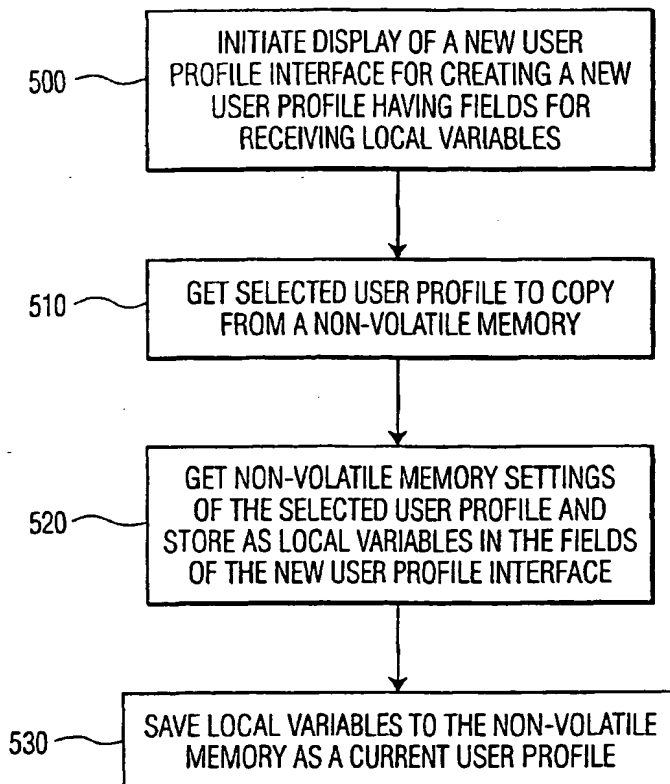 500
INITIATE DISPLAY OF A NEW USER
PROFILE INTERFACE FOR CREATING A NEW
USER PROFILE HAVING FIELDS FOR
RECEIVING LOCAL VARIABLES
510
GET SELECTED USER PROFILE TO COPY
FROM A NON-VOLATILE MEMORY
520
GET NON-VOLATILE MEMORY SETTINGS
OF THE SELECTED USER PROFILE AND
STORE AS LOCAL VARIABLES IN THE FIELDS
OF THE NEW USER PROFILE INTERFACE
530
SAVE LOCAL VARIABLES TO THE NON-VOLATILE
MEMORY AS A CURRENT USER PROFILE